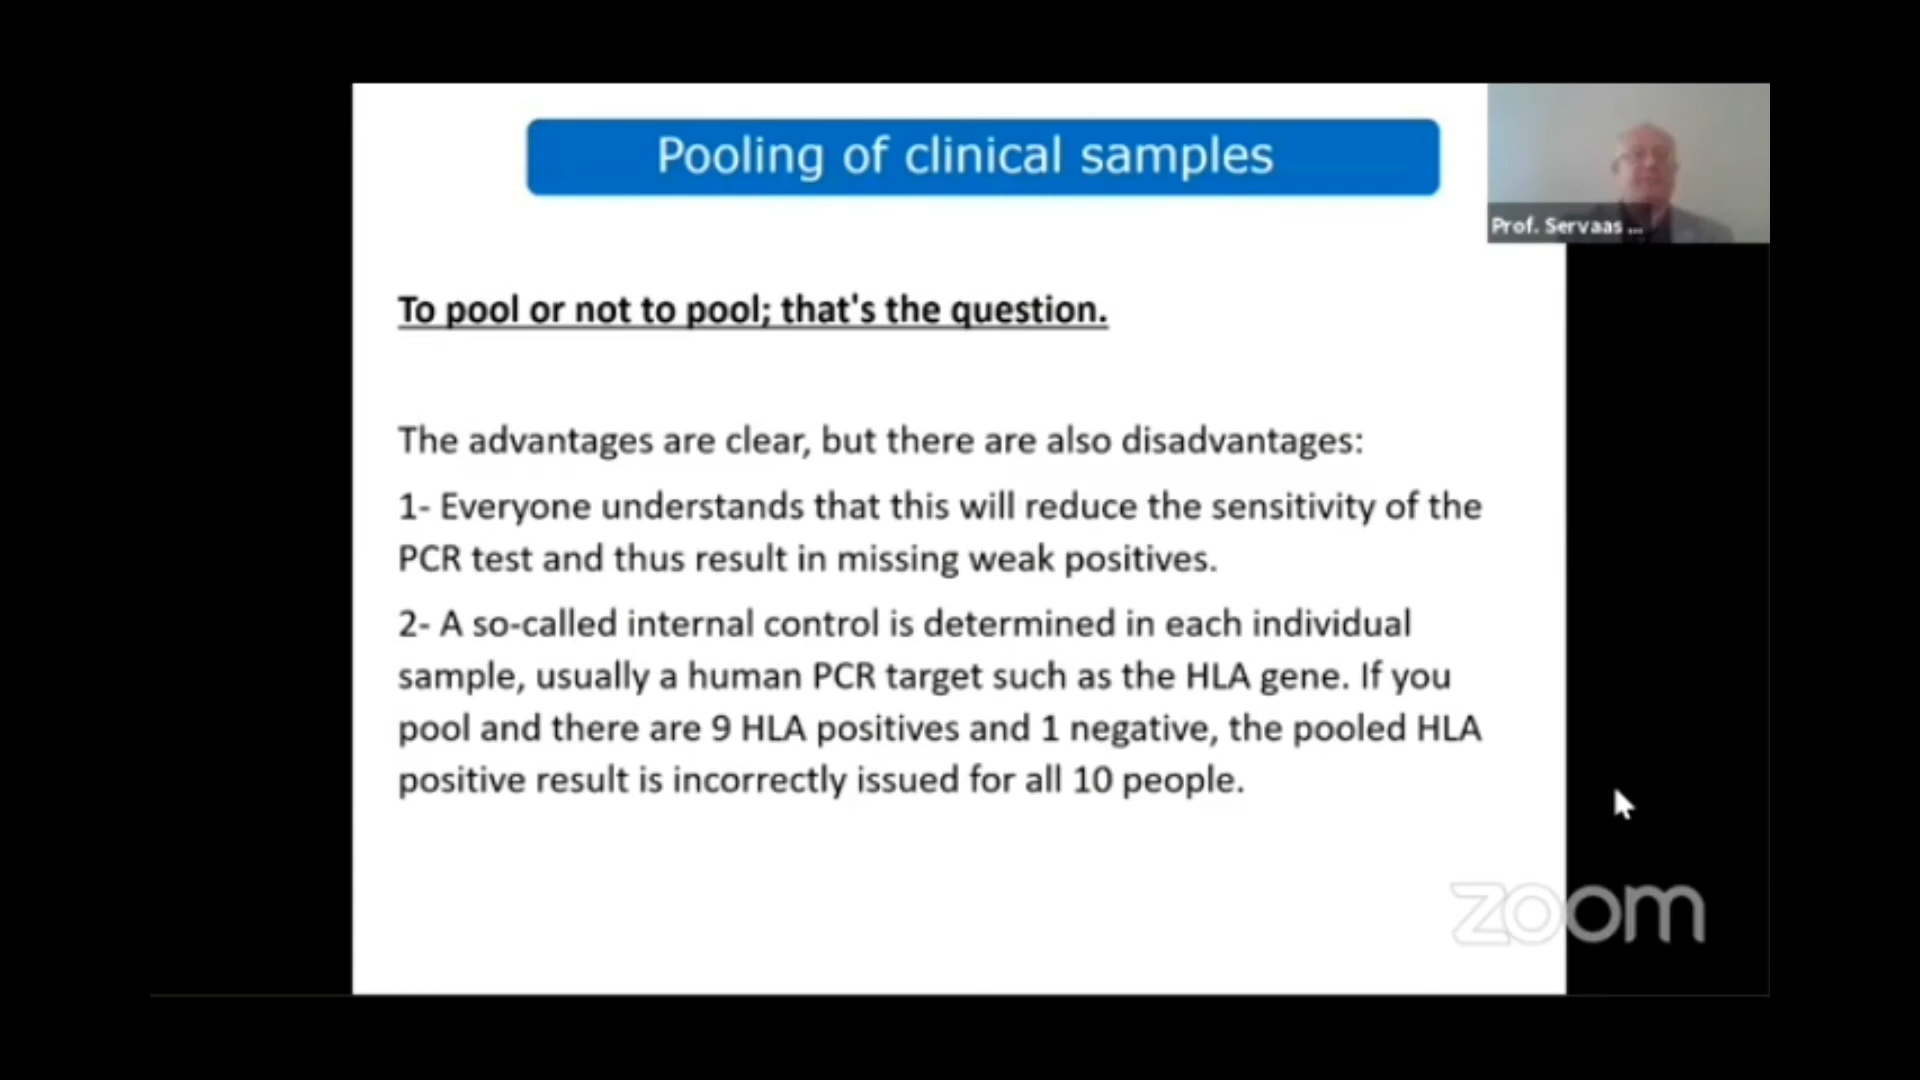 Pooling of clinical samples
Prof. Servaas ...
To pool or not to pool; that's the question.
The advantages are clear, but there are also disadvantages:
1- Everyone understands that this will reduce the sensitivity of the
PCR test and thus result in missing weak positives.
2- A so-called internal control is determined in each individual
sample, usually a human PCR target such as the HLA gene. If you
pool and there are 9 HLA positives and 1 negative, the pooled HLA
positive result is incorrectly issued for all 10 people.
zoom